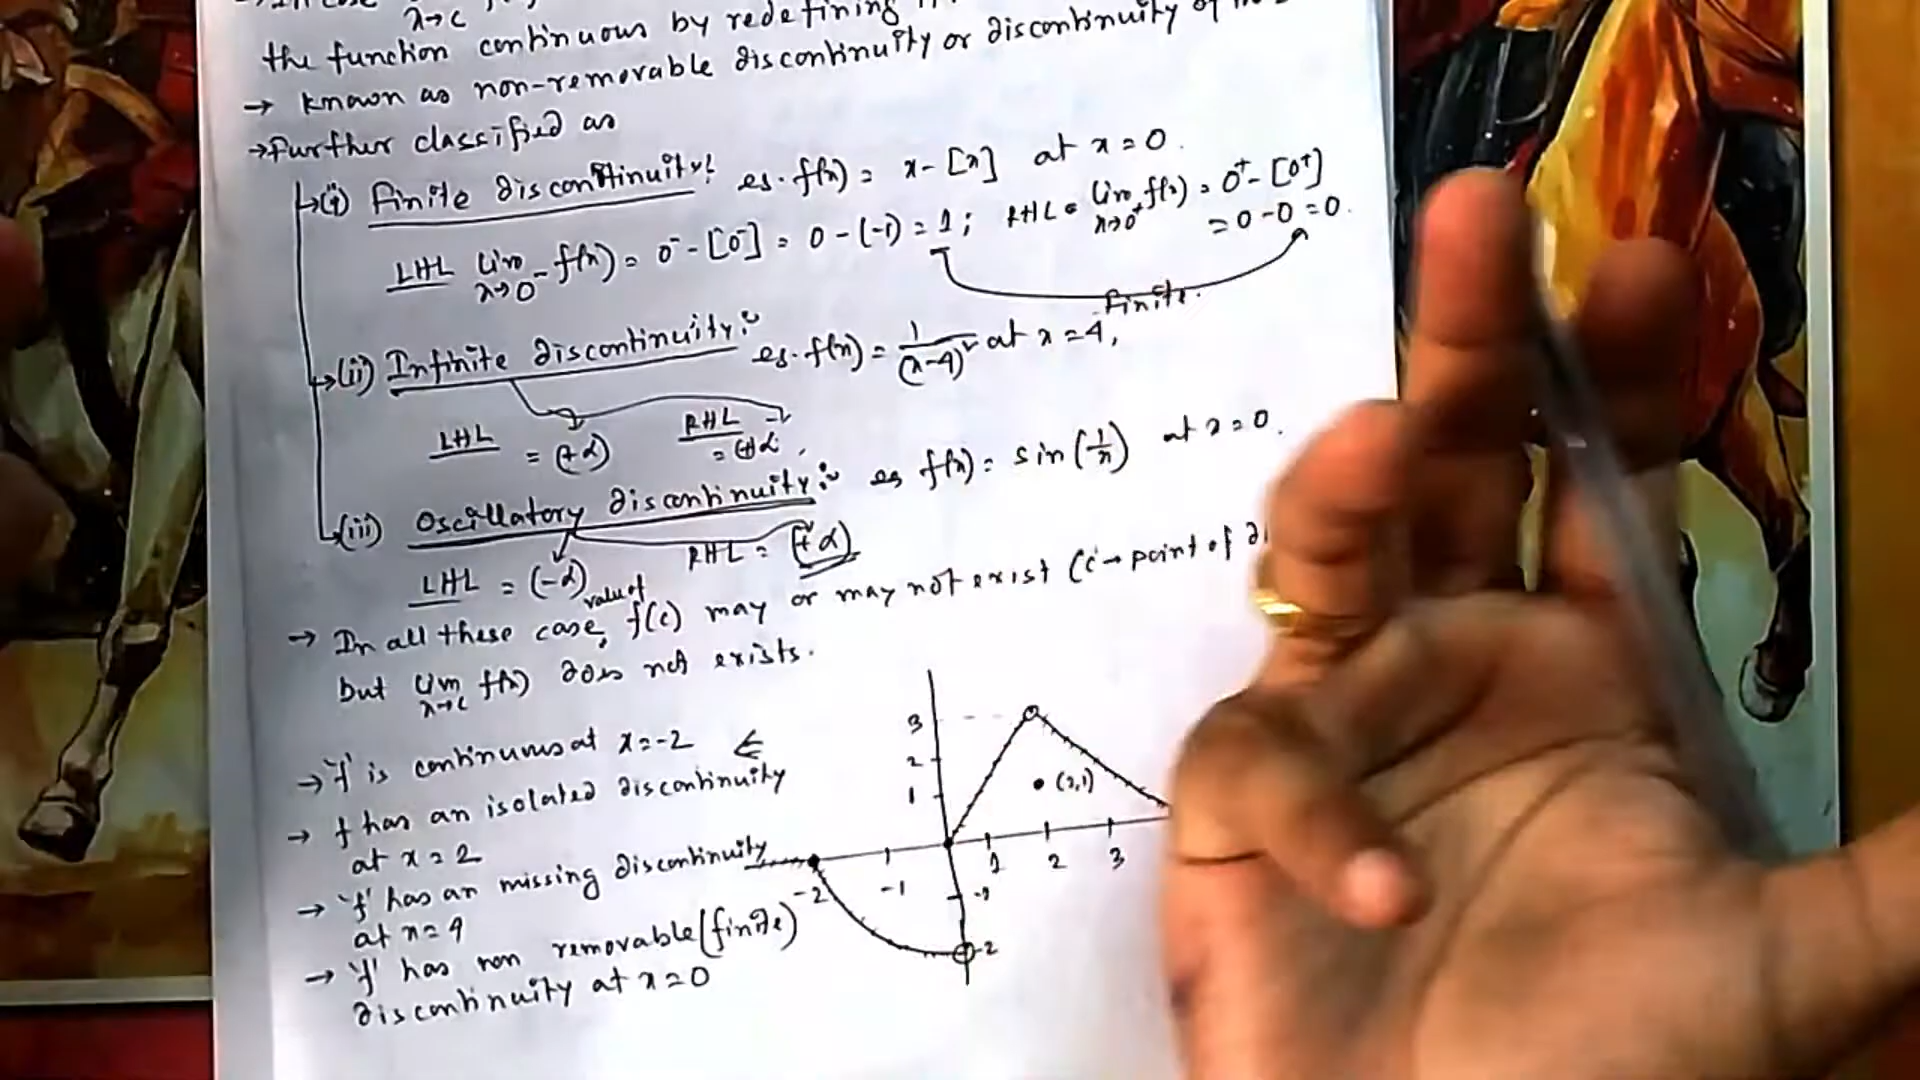 λ→c
the function continuous by redefining
→ known as non-removable discontinuity or discontinuity of
→ Further classified as
→(i) Finite discontinuity: eg. f(x) = x - [x] at x = 0.
LHL lim x→0⁻ f(x) = 0⁻ - [0⁻] = 0 - (-1) = 1; RHL = lim x→0⁺ f(x) = 0⁺ - [0⁺]
= 0 - 0 = 0.
finite.
→(ii) Infinite discontinuity: eg. f(x) = 1/(x-4)² at x = 4,
LHL = (+∝) RHL = (+)∝,
→(iii) Oscillatory discontinuity: eg f(x) = sin(1/x) at x = 0.
LHL = (-∝) RHL = (+∝)
→ In all these case, value of f(c) may or may not exist (c → point of
but lim x→c f(x) does not exists.
→ 'f' is continuous at x = -2 ⇐
→ f has an isolated discontinuity
at x = 2
→ 'f' has an missing discontinuity
at x = 4
→ 'f' has non removable (finite)
discontinuity at x = 0
3
2
1
(2,1)
-2 -1 1 2 3
-1
-2